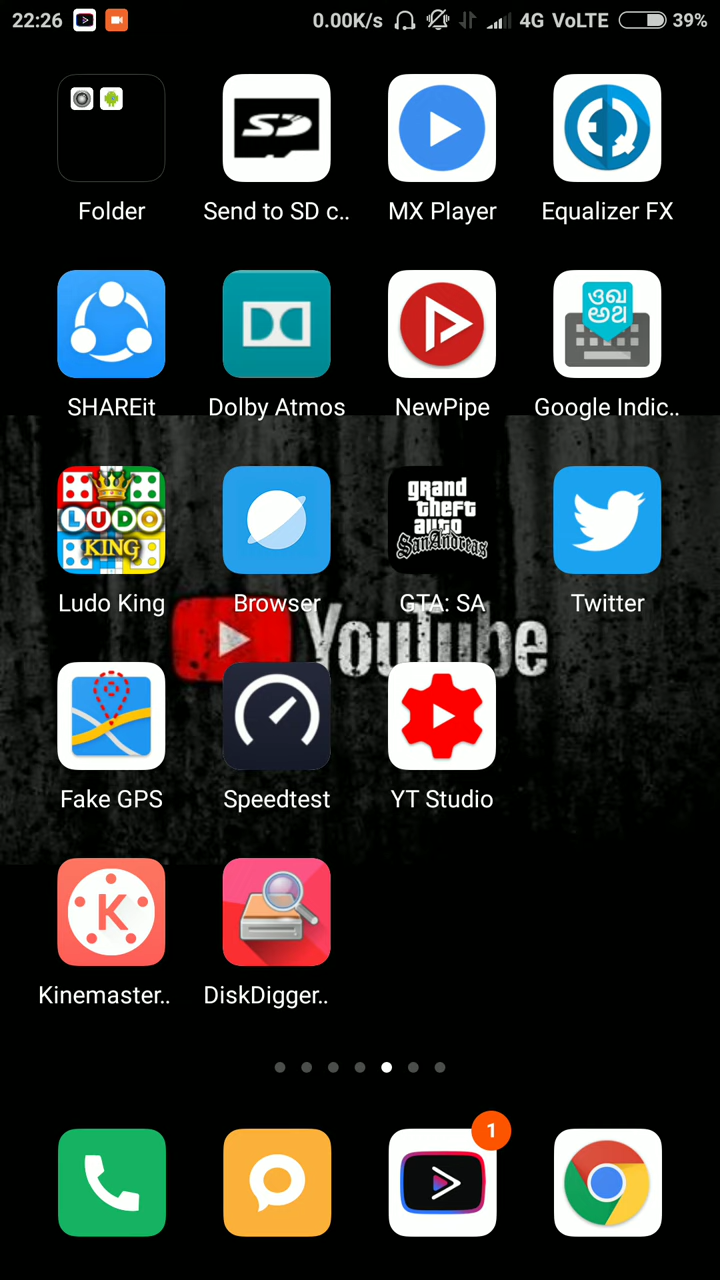 22:26 0.00K/s 4G VoLTE 39%
Folder Send to SD c.. MX Player Equalizer FX
SHAREit Dolby Atmos NewPipe Google Indic..
LUDO
KING
grand
theft
auto
SanAndreas
Ludo King Browser GTA: SA Twitter
YouTube
Fake GPS Speedtest YT Studio
K
Kinemaster.. DiskDigger..
1